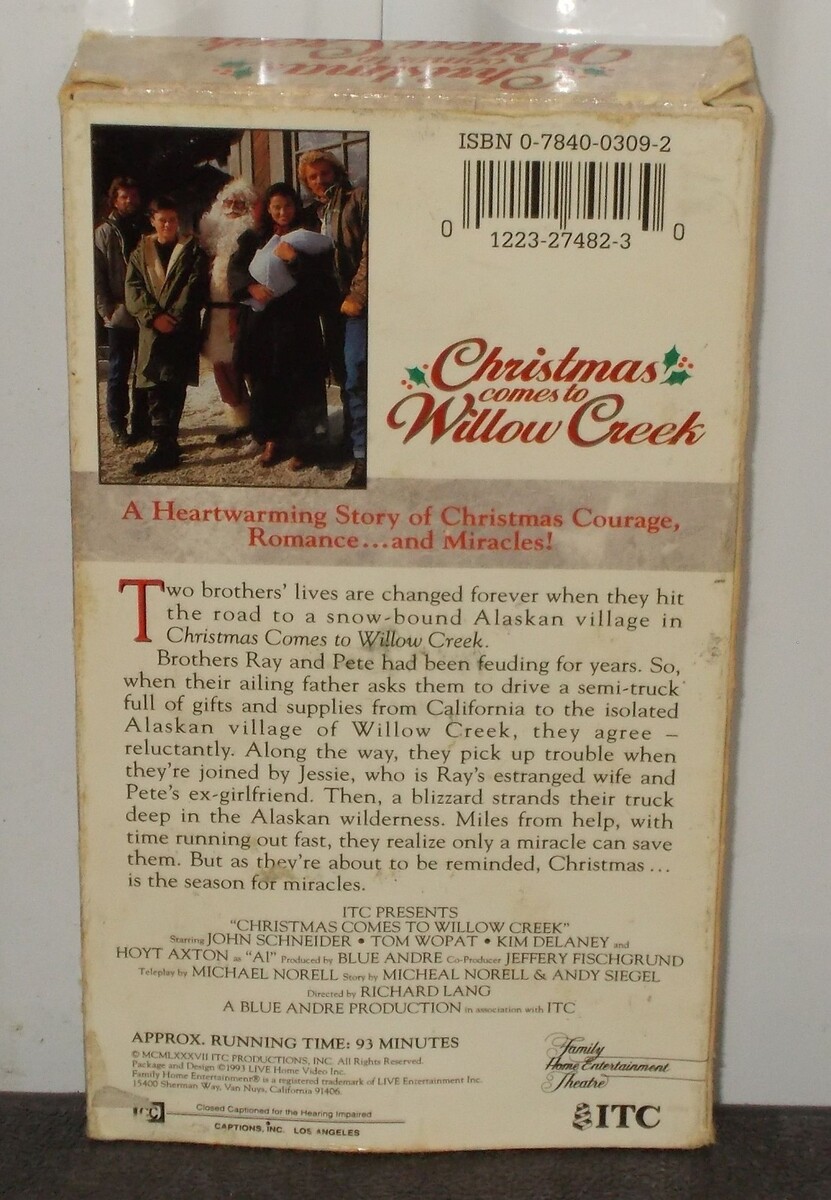 Christmas
comes to
Willow Creek
ISBN 0-7840-0309-2
0 1223-27482-3 0
Christmas
comes to
Willow Creek
A Heartwarming Story of Christmas Courage,
Romance...and Miracles!
Two brothers' lives are changed forever when they hit
the road to a snow-bound Alaskan village in
Christmas Comes to Willow Creek.
Brothers Ray and Pete had been feuding for years. So,
when their ailing father asks them to drive a semi-truck
full of gifts and supplies from California to the isolated
Alaskan village of Willow Creek, they agree –
reluctantly. Along the way, they pick up trouble when
they're joined by Jessie, who is Ray's estranged wife and
Pete's ex-girlfriend. Then, a blizzard strands their truck
deep in the Alaskan wilderness. Miles from help, with
time running out fast, they realize only a miracle can save
them. But as they're about to be reminded, Christmas ...
is the season for miracles.
ITC PRESENTS
"CHRISTMAS COMES TO WILLOW CREEK"
Starring JOHN SCHNEIDER • TOM WOPAT • KIM DELANEY and
HOYT AXTON as "Al" Produced by BLUE ANDRE Co-Producer JEFFERY FISCHGRUND
Teleplay by MICHAEL NORELL Story by MICHEAL NORELL & ANDY SIEGEL
Directed by RICHARD LANG
A BLUE ANDRE PRODUCTION in association with ITC
APPROX. RUNNING TIME: 93 MINUTES
© MCMLXXXVII ITC PRODUCTIONS, INC. All Rights Reserved.
Package and Design ©1993 LIVE Home Video Inc.
Family Home Entertainment® is a registered trademark of LIVE Entertainment Inc.
15400 Sherman Way, Van Nuys, California 91406.
Family
Home Entertainment
Theatre
ITC
CC
Closed Captioned for the Hearing Impaired
CAPTIONS, INC. LOS ANGELES